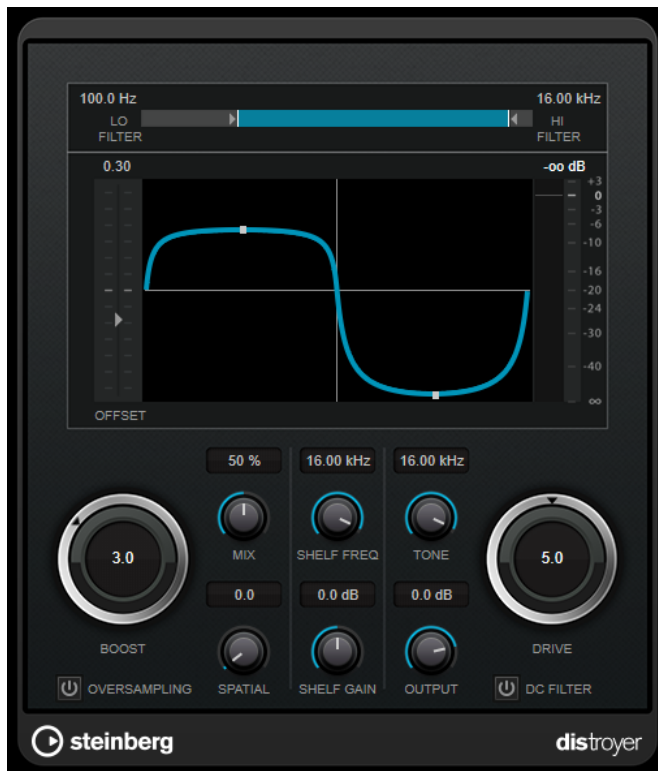 100.0 Hz
16.00 kHz
LO
FILTER
HI
FILTER
0.30
-oo dB
+3
0
-3
-6
-10
-16
-20
-24
-30
-40
∞
OFFSET
50 %
16.00 kHz
16.00 kHz
3.0
MIX
SHELF FREQ
TONE
5.0
0.0
0.0 dB
0.0 dB
BOOST
DRIVE
OVERSAMPLING
SPATIAL
SHELF GAIN
OUTPUT
DC FILTER
steinberg
distroyer